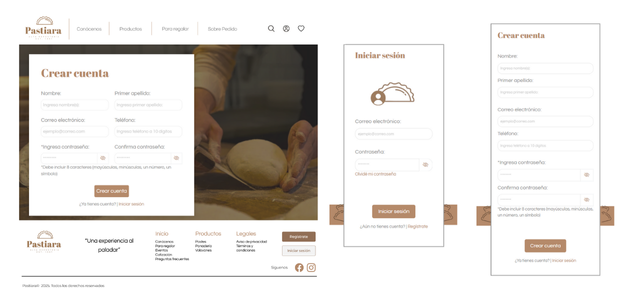 Pastiara
Conócenos
Productos
Para regalar
Sobre Pedido
Crear cuenta
Nombre:
Primer apellido:
Ingresa nombre(s)
Ingresa primer apellido
Correo electrónico:
Teléfono:
ejemplo@correo.com
Ingresa teléfono a 10 dígitos
*Ingresa contraseña:
Confirma contraseña:
*Debe incluir 8 caracteres (mayúsculas, minúsculas, un número, un
símbolo)
Crear cuenta
¿Ya tienes cuenta? | Iniciar sesión
Pastiara
"Una experiencia al
paladar"
Inicio
Conócenos
Para regalar
Eventos
Cotización
Preguntas frecuentes
Productos
Pastes
Panadería
Volovanes
Legales
Aviso de privacidad
Términos y
condiciones
Regístrate
Iniciar sesión
Síguenos:
Pastiara® 2024. Todos los derechos reservados.
Iniciar sesión
Correo electrónico:
ejemplo@correo.com
Contraseña:
Olvidé mi contraseña
Iniciar sesión
¿Aún no tienes cuenta? | Regístrate
Crear cuenta
Nombre:
Ingresa nombre(s)
Primer apellido:
Ingresa primer apellido
Correo electrónico:
ejemplo@correo.com
Teléfono:
Ingresa teléfono a 10 dígitos
*Ingresa contraseña:
Confirma contraseña:
*Debe incluir 8 caracteres (mayúsculas, minúsculas,
un número, un símbolo)
Crear cuenta
¿Ya tienes cuenta? | Iniciar sesión